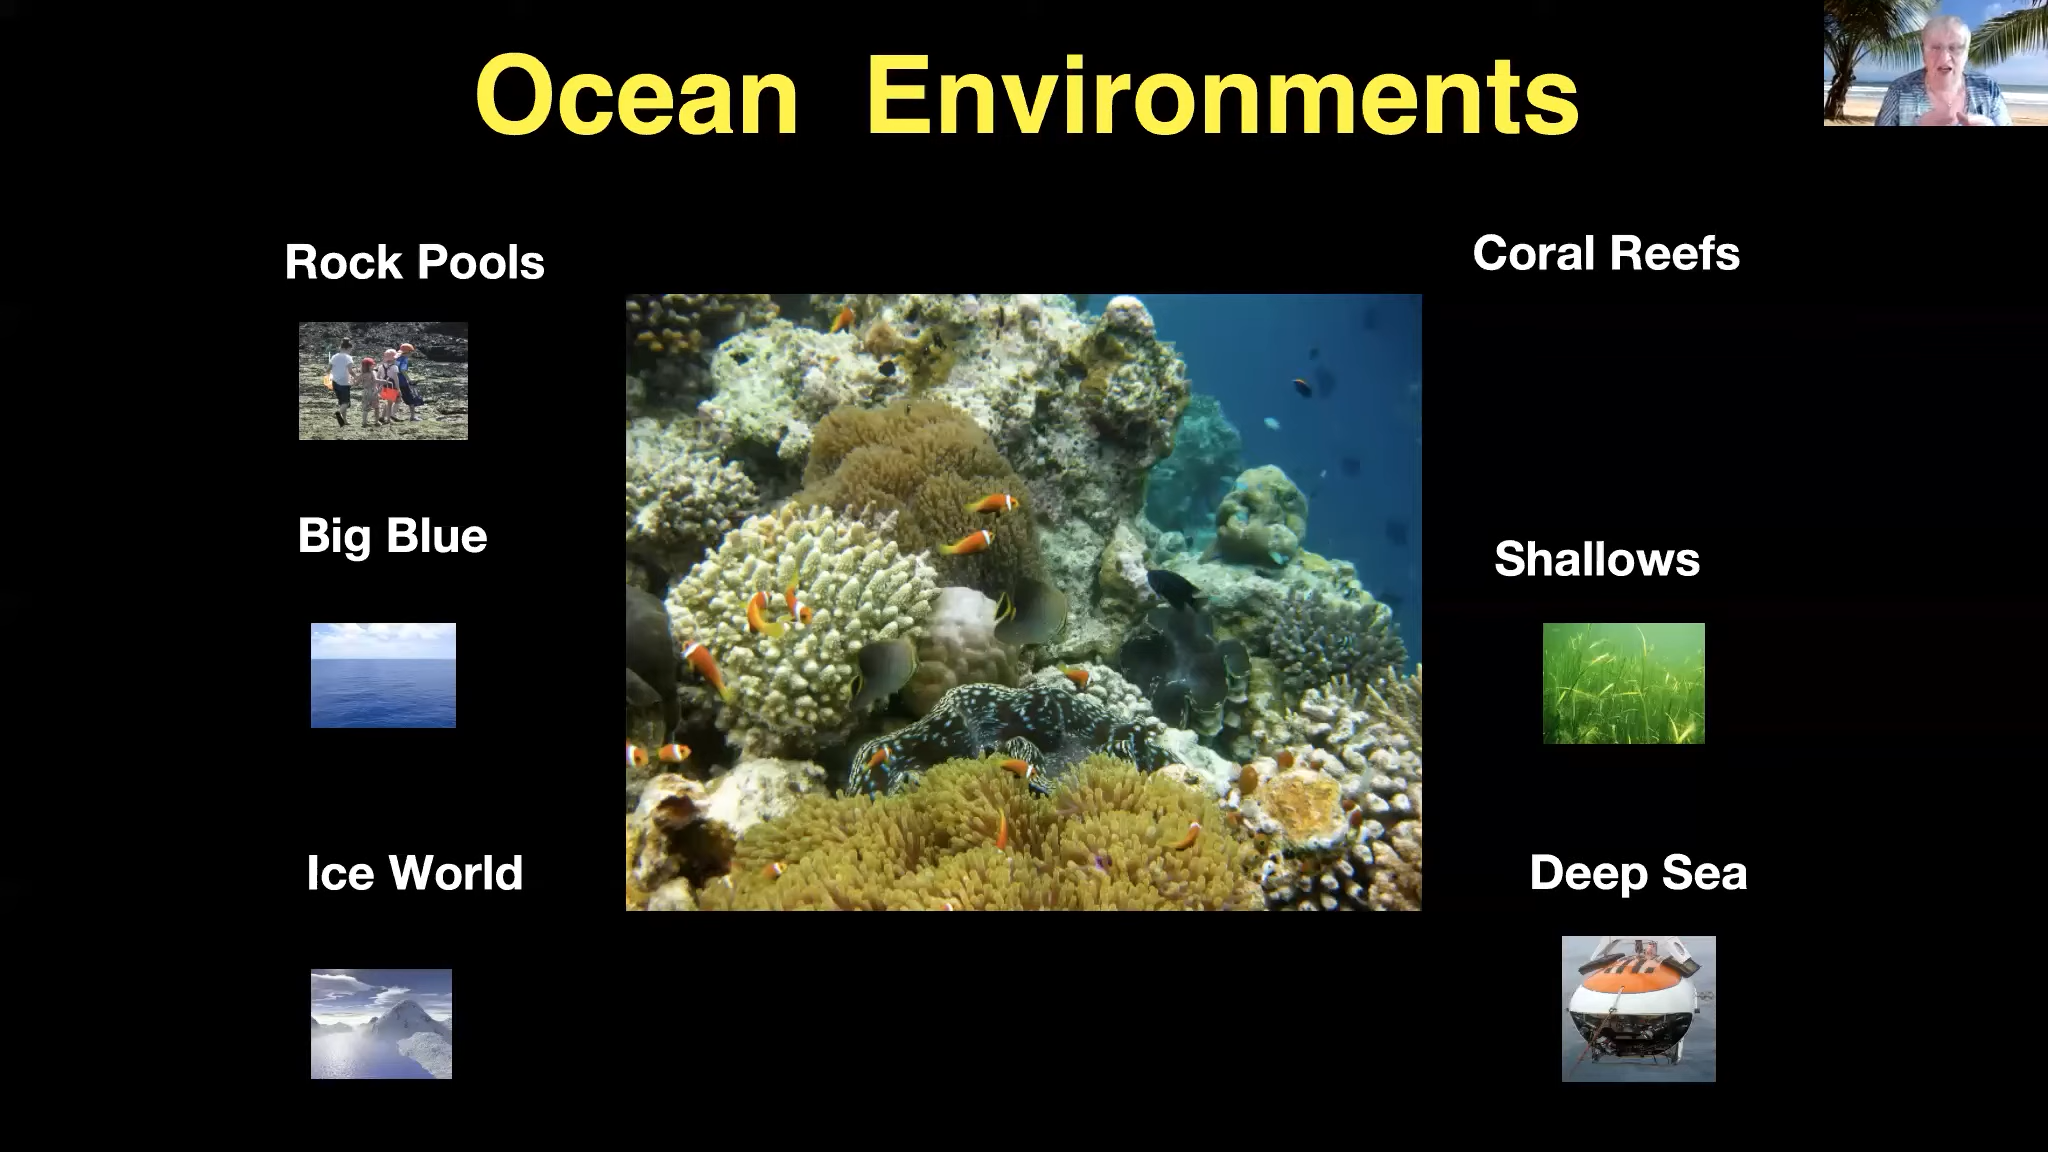 Ocean Environments
Rock Pools
Coral Reefs
Big Blue
Shallows
Ice World
Deep Sea